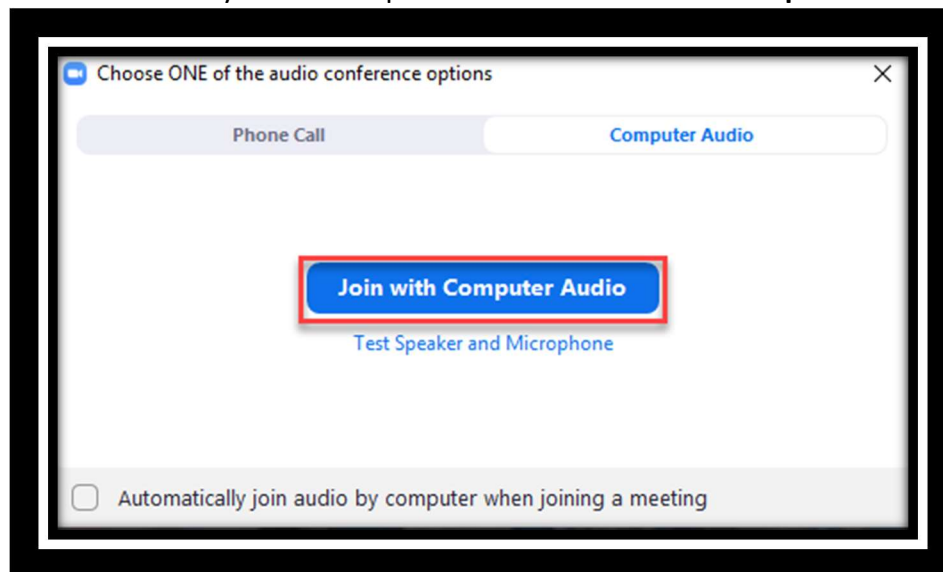 Choose ONE of the audio conference options
Phone Call Computer Audio
Join with Computer Audio
Test Speaker and Microphone
Automatically join audio by computer when joining a meeting